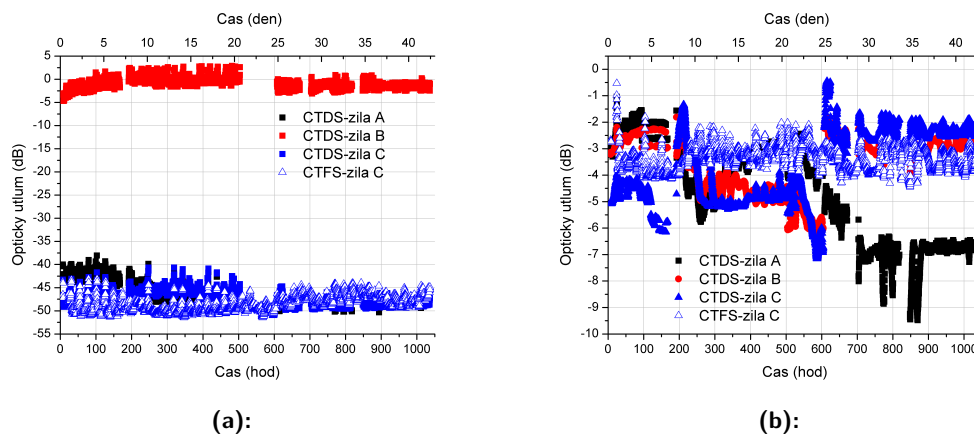 Cas (den)
0 5 10 15 20 25 30 35 40
5
0
-5
-10
-15
-20
-25
-30
-35
-40
-45
-50
-55
Opticky utlum (dB)
CTDS-zila A
CTDS-zila B
CTDS-zila C
CTFS-zila C
0 100 200 300 400 500 600 700 800 900 1000
Cas (hod)
(a):
Cas (den)
0 5 10 15 20 25 30 35 40
0
-1
-2
-3
-4
-5
-6
-7
-8
-9
-10
Opticky utlum (dB)
CTDS-zila A
CTDS-zila B
CTDS-zila C
CTFS-zila C
0 100 200 300 400 500 600 700 800 900 1000
Cas (hod)
(b):